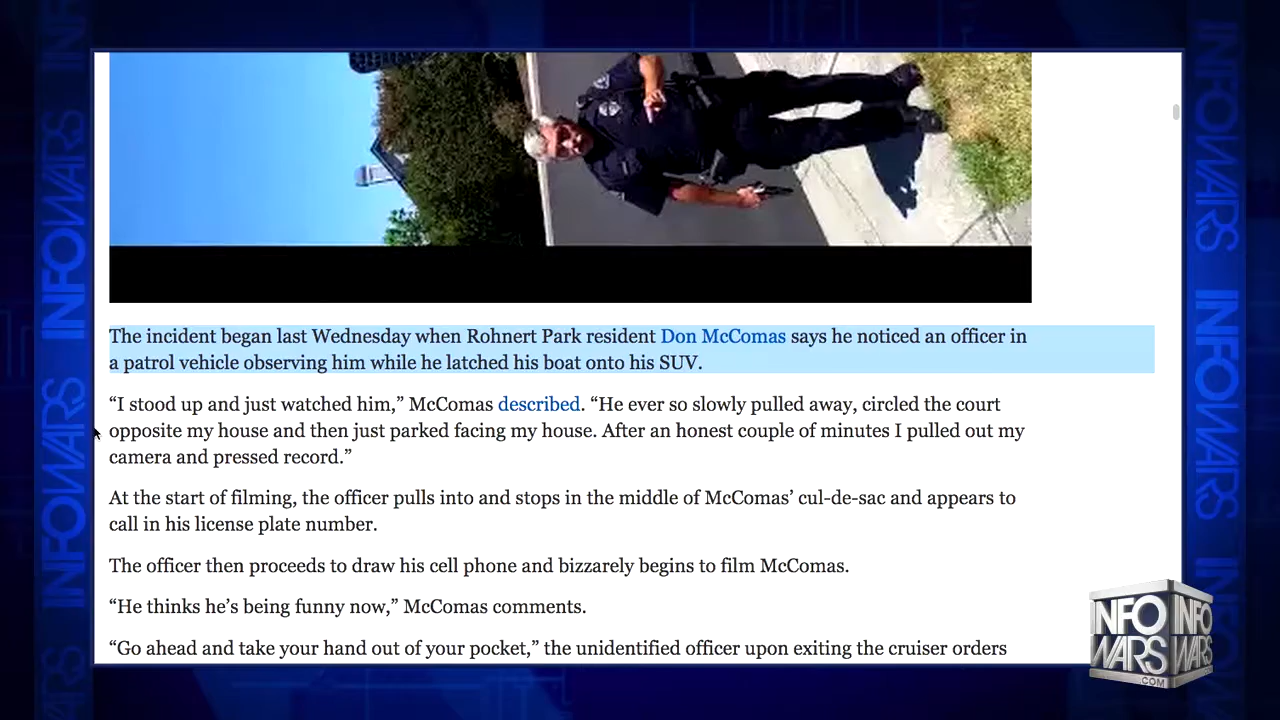 The incident began last Wednesday when Rohnert Park resident Don McComas says he noticed an officer in
a patrol vehicle observing him while he latched his boat onto his SUV.
“I stood up and just watched him,” McComas described. “He ever so slowly pulled away, circled the court
opposite my house and then just parked facing my house. After an honest couple of minutes I pulled out my
camera and pressed record.”
At the start of filming, the officer pulls into and stops in the middle of McComas’ cul-de-sac and appears to
call in his license plate number.
The officer then proceeds to draw his cell phone and bizzarely begins to film McComas.
“He thinks he’s being funny now,” McComas comments.
“Go ahead and take your hand out of your pocket,” the unidentified officer upon exiting the cruiser orders
INFOWARS
INFOWARS
INFOWARS
INFOWARS
INFO
WARS
.COM
INFO
WARS